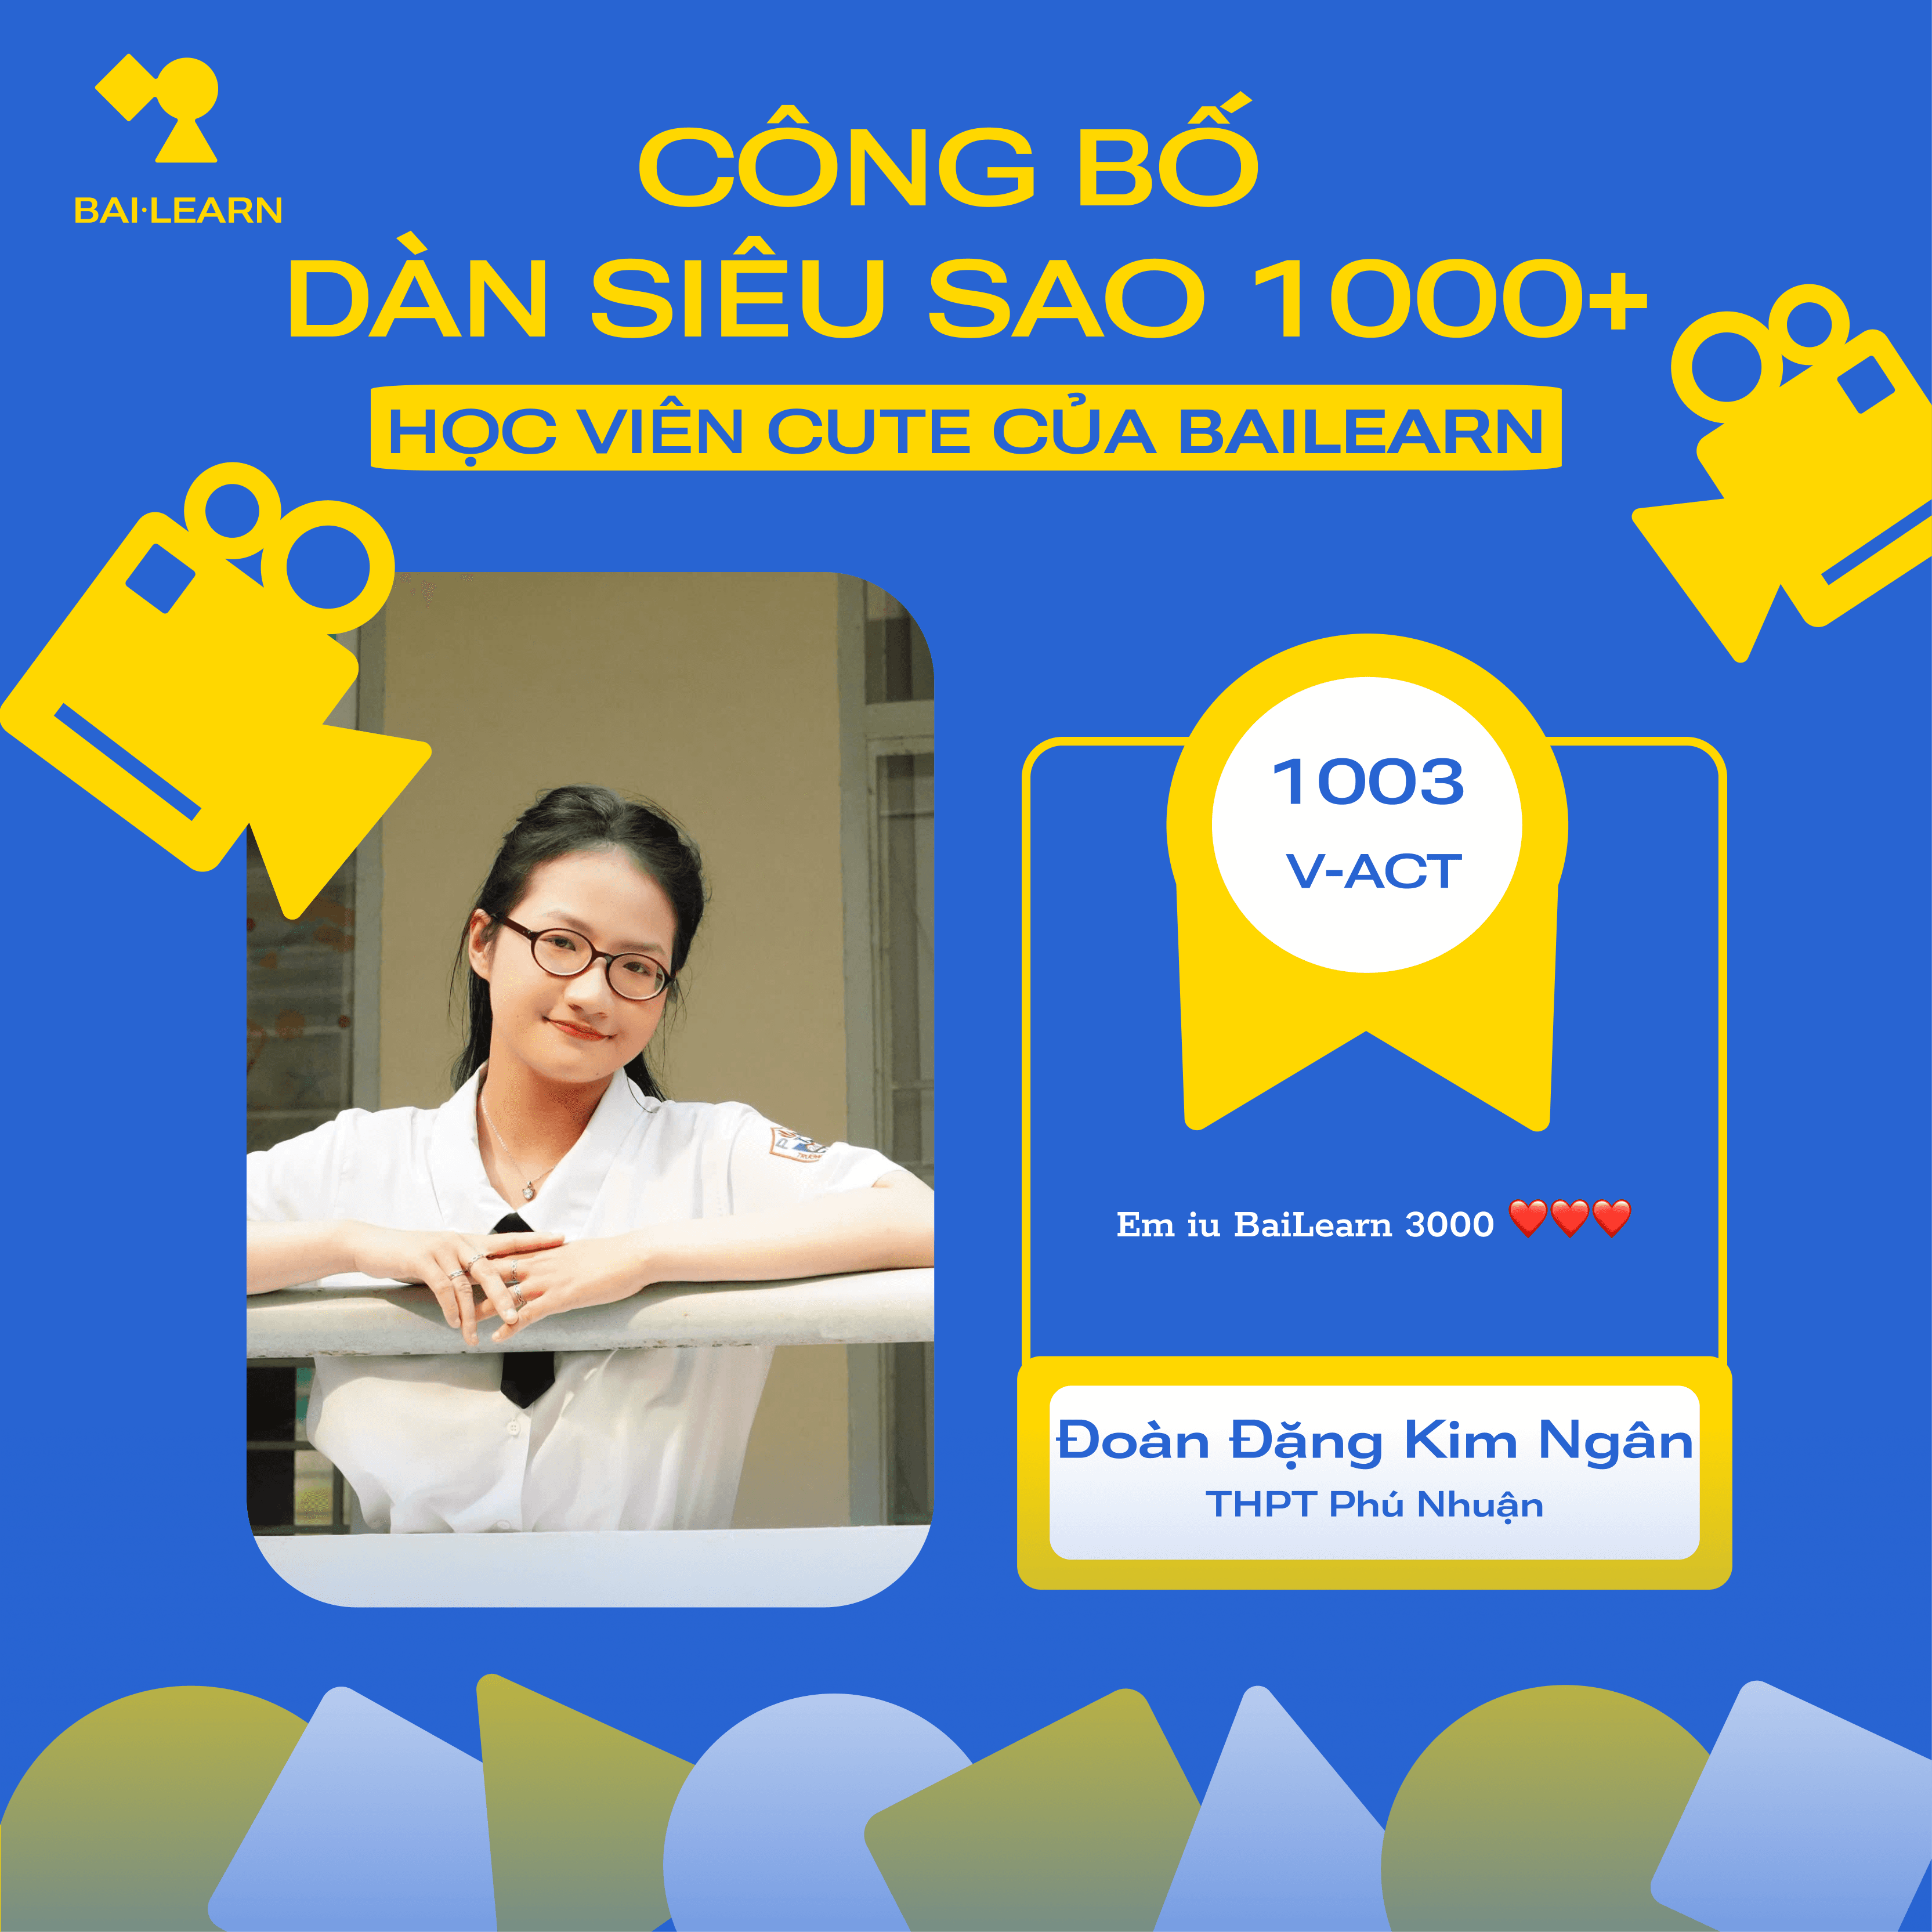 BAI·LEARN
CÔNG BỐ
DÀN SIÊU SAO 1000+
HỌC VIÊN CUTE CỦA BAILEARN
1003
V-ACT
Em iu BaiLearn 3000 ❤️❤️❤️
Đoàn Đặng Kim Ngân
THPT Phú Nhuận